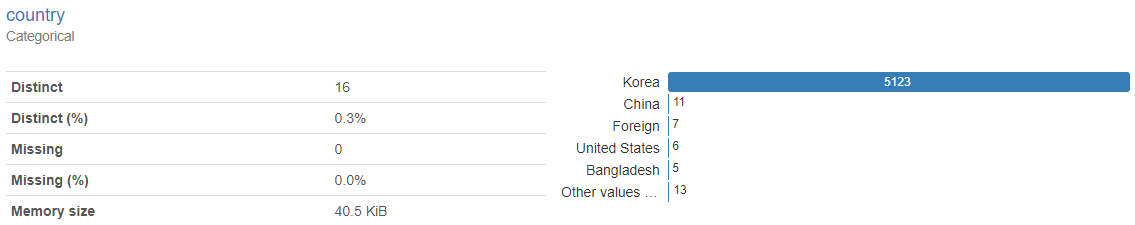 country
Categorical
Distinct 16
Distinct (%) 0.3%
Missing 0
Missing (%) 0.0%
Memory size 40.5 KiB
Korea 5123
China 11
Foreign 7
United States 6
Bangladesh 5
Other values ... 13